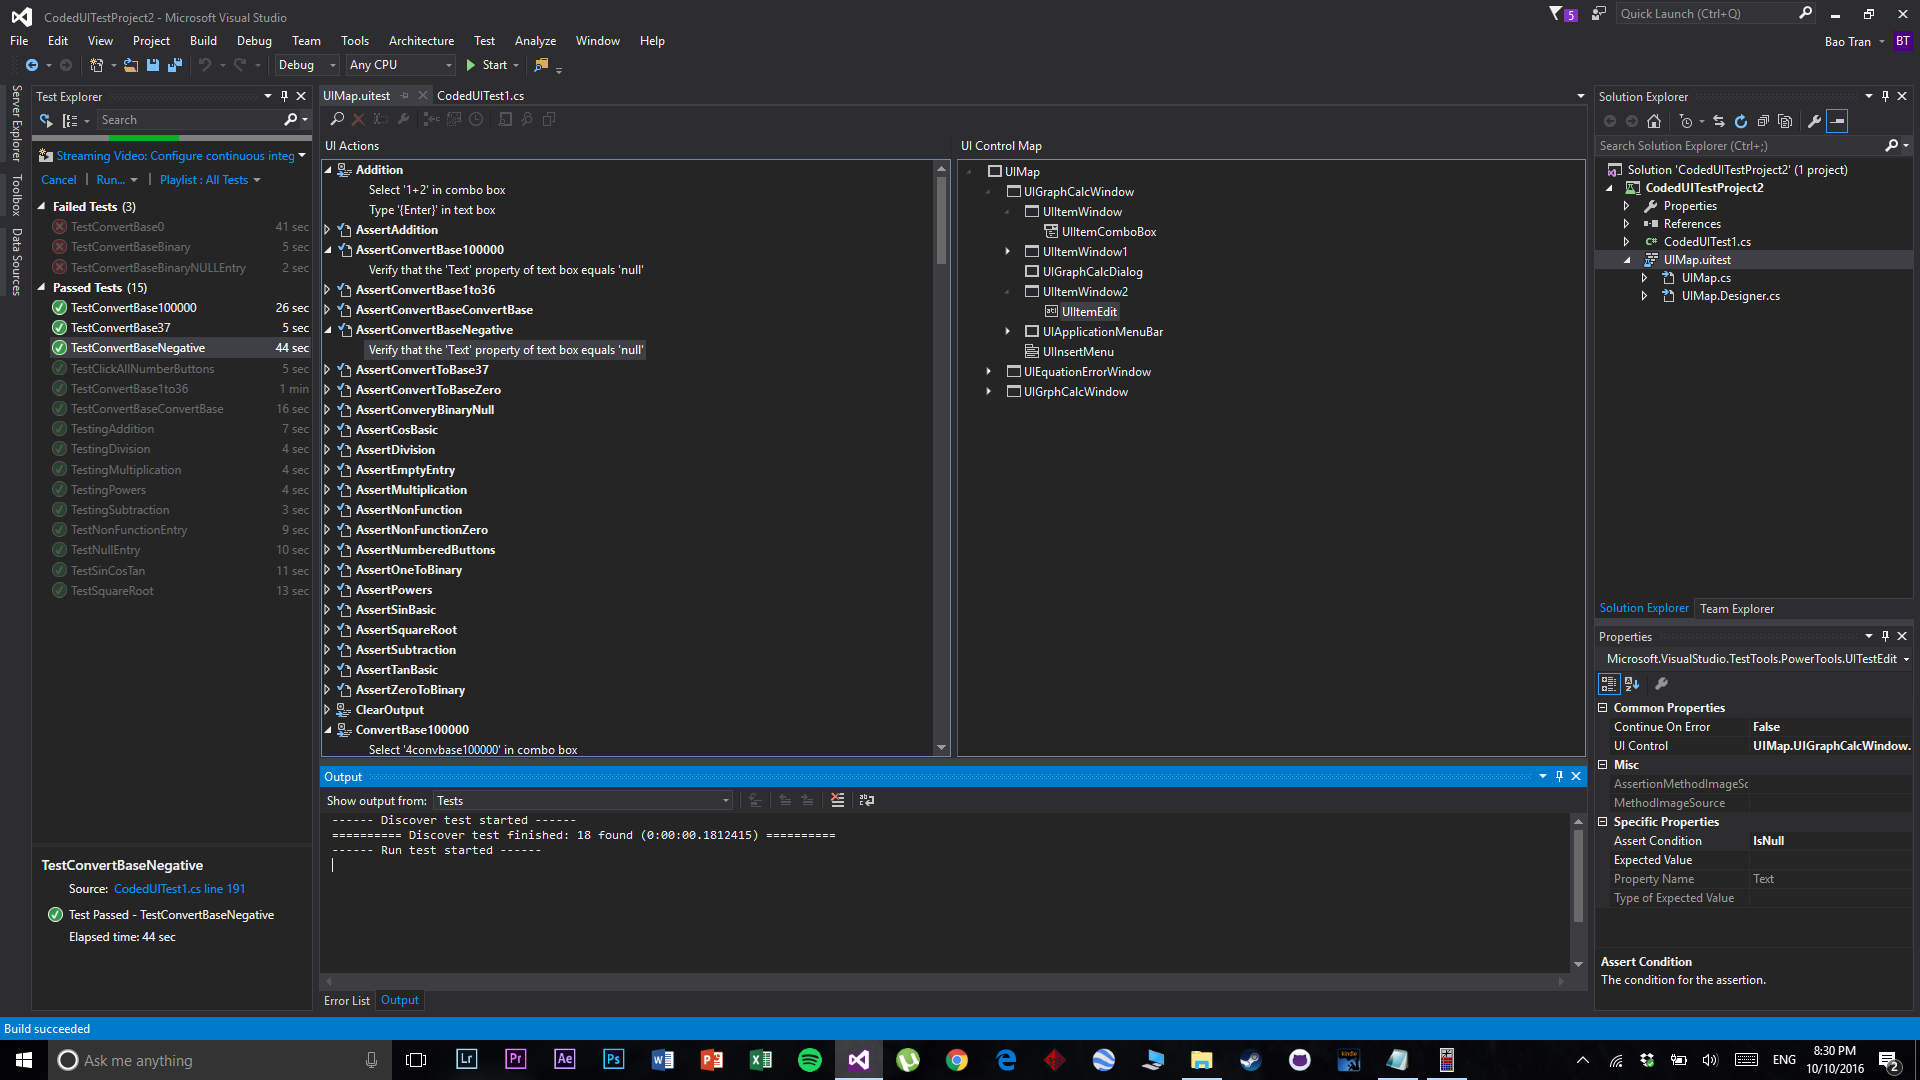 CodedUITestProject2 - Microsoft Visual Studio
5
Quick Launch (Ctrl+Q)
File Edit View Project Build Debug Team Tools Architecture Test Analyze Window Help
Bao Tran BT
Debug Any CPU Start
Server Explorer
Toolbox
Data Sources
Test Explorer
Search
Streaming Video: Configure continuous integ
Cancel | Run... | Playlist : All Tests
Failed Tests (3)
TestConvertBase0 41 sec
TestConvertBaseBinary 5 sec
TestConvertBaseBinaryNULLEntry 2 sec
Passed Tests (15)
TestConvertBase100000 26 sec
TestConvertBase37 5 sec
TestConvertBaseNegative 44 sec
TestClickAllNumberButtons 5 sec
TestConvertBase1to36 1 min
TestConvertBaseConvertBase 16 sec
TestingAddition 7 sec
TestingDivision 4 sec
TestingMultiplication 4 sec
TestingPowers 4 sec
TestingSubtraction 3 sec
TestNonFunctionEntry 9 sec
TestNullEntry 10 sec
TestSinCosTan 11 sec
TestSquareRoot 13 sec
TestConvertBaseNegative
Source: CodedUITest1.cs line 191
Test Passed - TestConvertBaseNegative
Elapsed time: 44 sec
UIMap.uitest CodedUITest1.cs
UI Actions
Addition
Select '1+2' in combo box
Type '{Enter}' in text box
AssertAddition
AssertConvertBase100000
Verify that the 'Text' property of text box equals 'null'
AssertConvertBase1to36
AssertConvertBaseConvertBase
AssertConvertBaseNegative
Verify that the 'Text' property of text box equals 'null'
AssertConvertToBase37
AssertConvertToBaseZero
AssertConveryBinaryNull
AssertCosBasic
AssertDivision
AssertEmptyEntry
AssertMultiplication
AssertNonFunction
AssertNonFunctionZero
AssertNumberedButtons
AssertOneToBinary
AssertPowers
AssertSinBasic
AssertSquareRoot
AssertSubtraction
AssertTanBasic
AssertZeroToBinary
ClearOutput
ConvertBase100000
Select '4convbase100000' in combo box
UI Control Map
UIMap
UIGraphCalcWindow
UIItemWindow
UIItemComboBox
UIItemWindow1
UIGraphCalcDialog
UIItemWindow2
UIItemEdit
UIApplicationMenuBar
UIInsertMenu
UIEquationErrorWindow
UIGrphCalcWindow
Output
Show output from: Tests
------ Discover test started ------
========== Discover test finished: 18 found (0:00:00.1812415) ==========
------ Run test started ------
Error List Output
Solution Explorer
Search Solution Explorer (Ctrl+;)
Solution 'CodedUITestProject2' (1 project)
CodedUITestProject2
Properties
References
C# CodedUITest1.cs
UIMap.uitest
UIMap.cs
UIMap.Designer.cs
Solution Explorer Team Explorer
Properties
Microsoft.VisualStudio.TestTools.PowerTools.UITestEdit
Common Properties
Continue On Error False
UI Control UIMap.UIGraphCalcWindow.
Misc
AssertionMethodImageSc
MethodImageSource
Specific Properties
Assert Condition IsNull
Expected Value
Property Name Text
Type of Expected Value
Assert Condition
The condition for the assertion.
Build succeeded
Ask me anything
Lr Pr Ae Ps
kindle
ENG
8:30 PM
10/10/2016
2